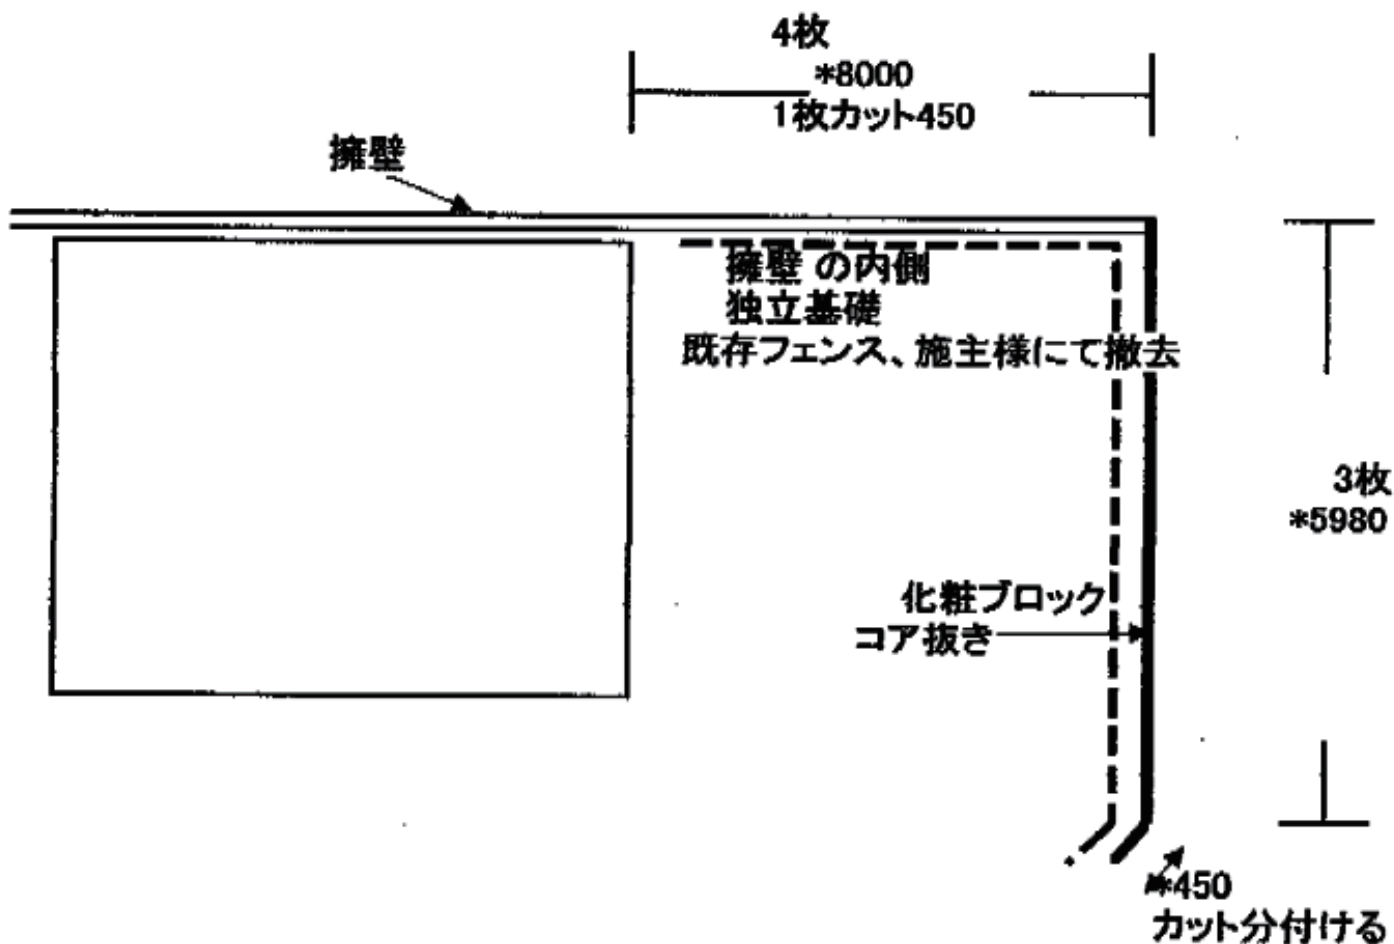 4枚
*8000
1枚カット450
擁壁
擁壁 の内側
独立基礎
既存フェンス、施主様にて撤去
3枚
*5980
化粧ブロック
コア抜き
*450
カット分付ける